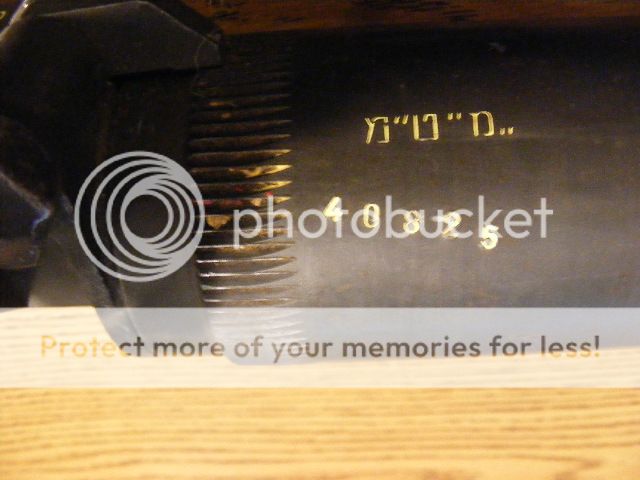 „מ"ט"מ
40825
photobucket
Protect more of your memories for less!